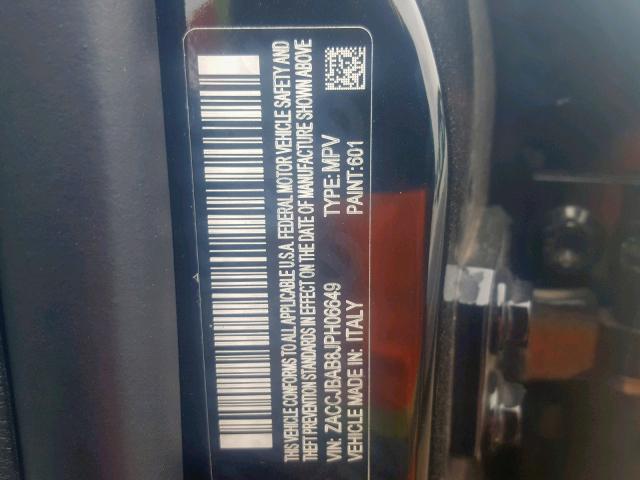 THIS VEHICLE CONFORMS TO ALL APPLICABLE U.S.A. FEDERAL MOTOR VEHICLE SAFETY AND
THEFT PREVENTION STANDARDS IN EFFECT ON THE DATE OF MANUFACTURE SHOWN ABOVE
VIN: ZACCJBAB8JPH06649 TYPE: MPV
VEHICLE MADE IN: ITALY PAINT: 601